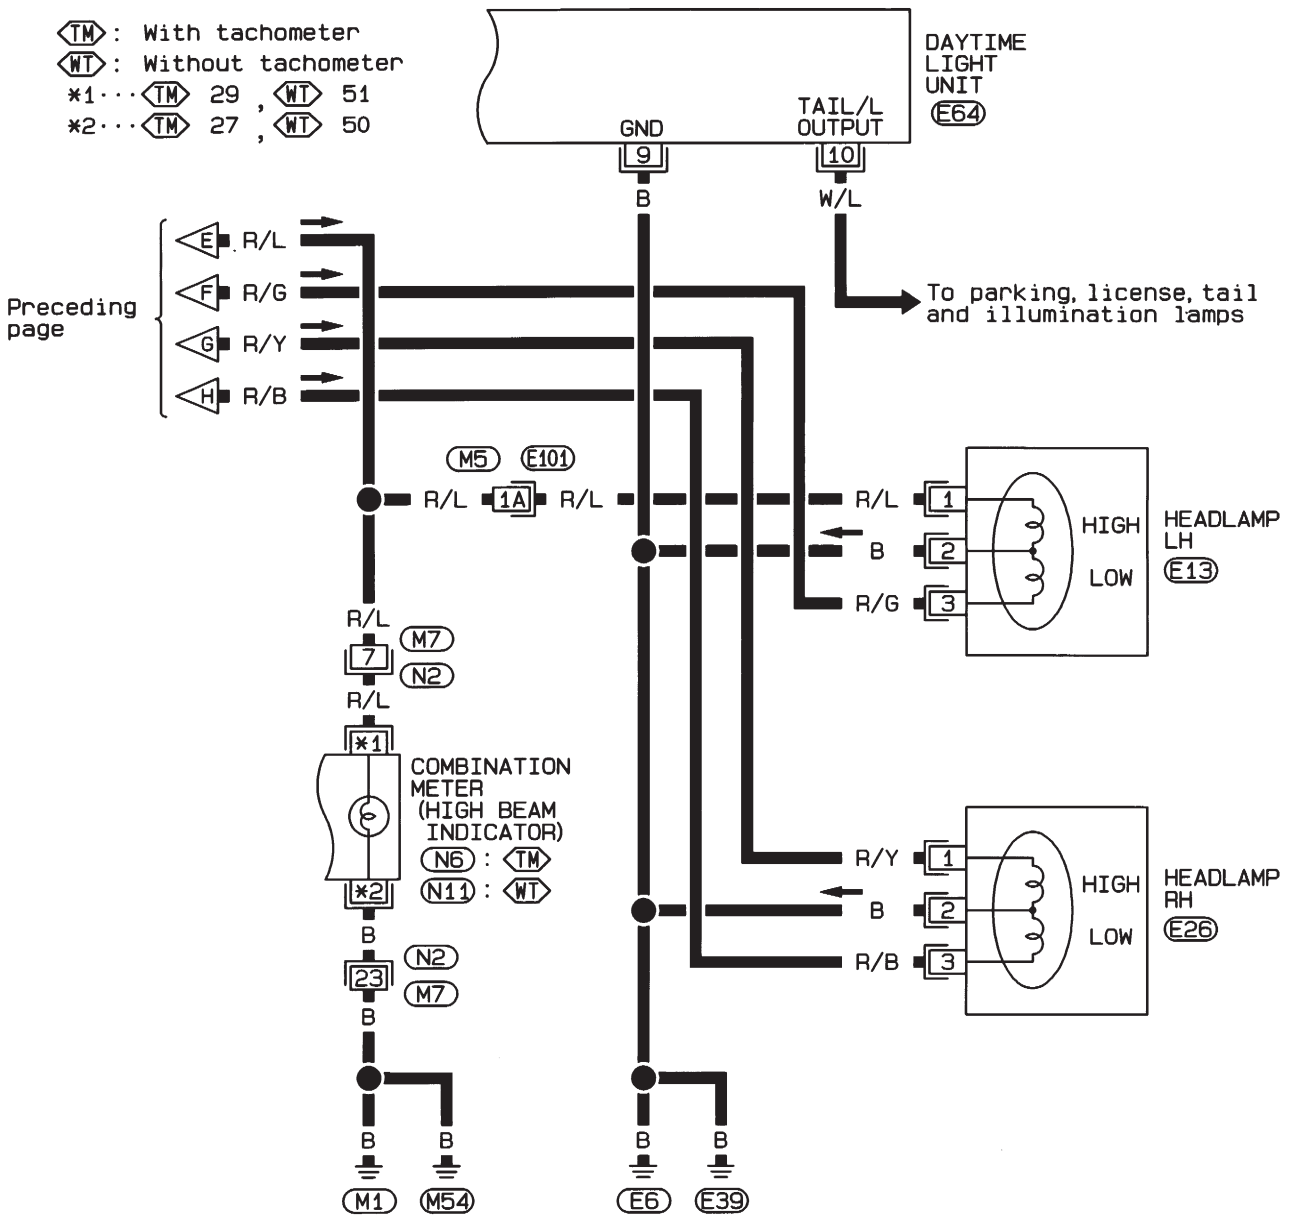 TM : With tachometer
WT : Without tachometer
*1··· TM 29 , WT 51
*2··· TM 27 , WT 50
DAYTIME
LIGHT
UNIT
E64
GND
TAIL/L
OUTPUT
9
10
B
W/L
Preceding
page
E R/L
F R/G
G R/Y
H R/B
To parking, license, tail
and illumination lamps
M5 E101
R/L 1A R/L R/L 1
B 2
R/G 3
HIGH
LOW
HEADLAMP
LH
E13
R/L
7
M7
N2
R/L
*1
COMBINATION
METER
(HIGH BEAM
INDICATOR)
N6 : TM
N11 : WT
*2
B
23
N2
M7
B
R/Y 1
B 2
R/B 3
HIGH
LOW
HEADLAMP
RH
E26
B B B B
M1 M54 E6 E39